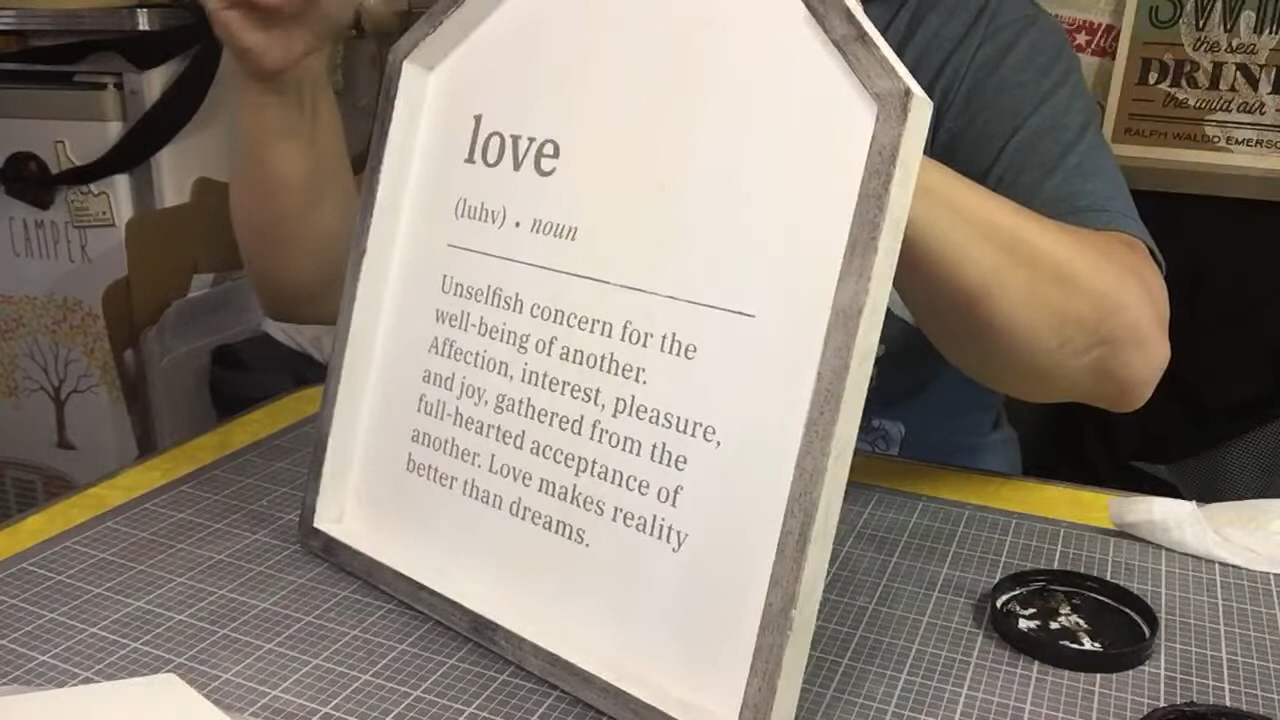 love
(luhv) • noun
Unselfish concern for the
well-being of another.
Affection, interest, pleasure,
and joy, gathered from the
full-hearted acceptance of
another. Love makes reality
better than dreams.
CAMPER
the sea
the wild air
RALPH WALDO